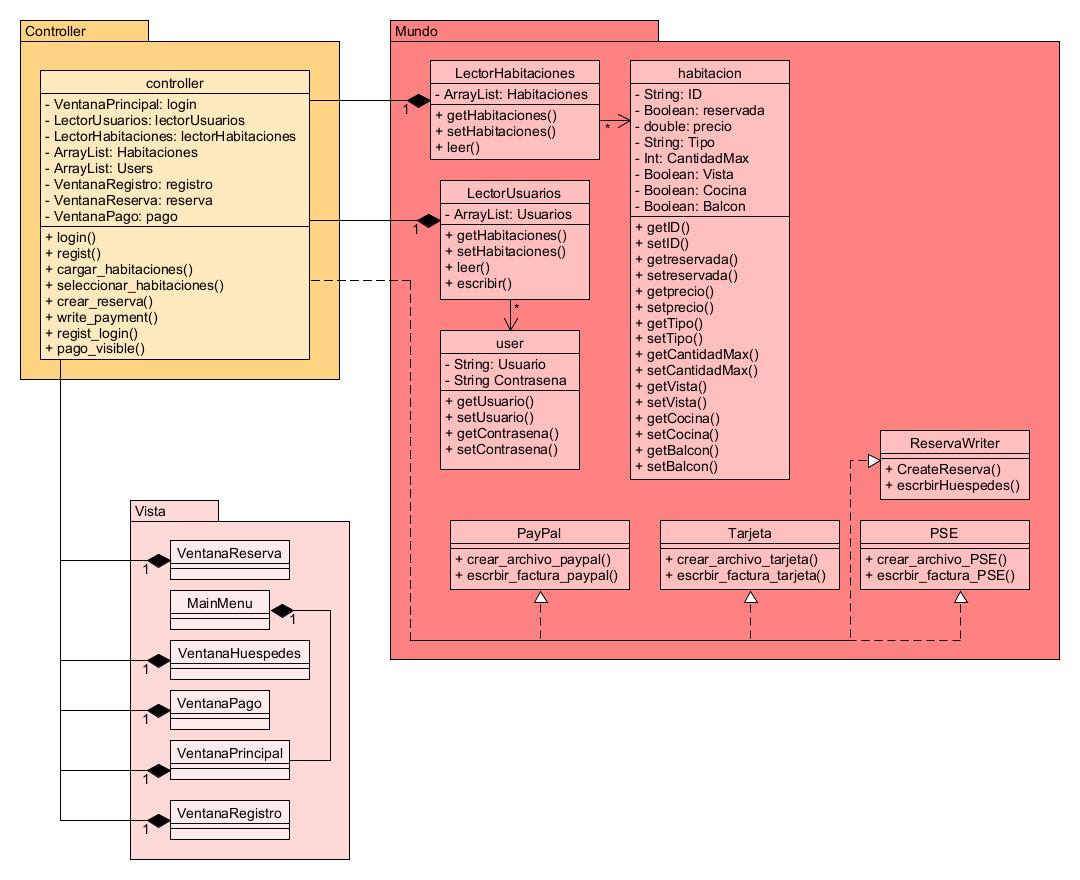 Controller
controller
- VentanaPrincipal: login
- LectorUsuarios: lectorUsuarios
- LectorHabitaciones: lectorHabitaciones
- ArrayList: Habitaciones
- ArrayList: Users
- VentanaRegistro: registro
- VentanaReserva: reserva
- VentanaPago: pago
+ login()
+ regist()
+ cargar_habitaciones()
+ seleccionar_habitaciones()
+ crear_reserva()
+ write_payment()
+ regist_login()
+ pago_visible()
Mundo
LectorHabitaciones
- ArrayList: Habitaciones
+ getHabitaciones()
+ setHabitaciones()
+ leer()
1
*
habitacion
- String: ID
- Boolean: reservada
- double: precio
- String: Tipo
- Int: CantidadMax
- Boolean: Vista
- Boolean: Cocina
- Boolean: Balcon
+ getID()
+ setID()
+ getreservada()
+ setreservada()
+ getprecio()
+ setprecio()
+ getTipo()
+ setTipo()
+ getCantidadMax()
+ setCantidadMax()
+ getVista()
+ setVista()
+ getCocina()
+ setCocina()
+ getBalcon()
+ setBalcon()
LectorUsuarios
- ArrayList: Usuarios
+ getHabitaciones()
+ setHabitaciones()
+ leer()
+ escribir()
1
*
user
- String: Usuario
- String Contrasena
+ getUsuario()
+ setUsuario()
+ getContrasena()
+ setContrasena()
ReservaWriter
+ CreateReserva()
+ escrbirHuespedes()
PayPal
+ crear_archivo_paypal()
+ escrbir_factura_paypal()
Tarjeta
+ crear_archivo_tarjeta()
+ escrbir_factura_tarjeta()
PSE
+ crear_archivo_PSE()
+ escrbir_factura_PSE()
Vista
VentanaReserva
1
MainMenu
1
VentanaHuespedes
1
VentanaPago
1
VentanaPrincipal
1
VentanaRegistro
1